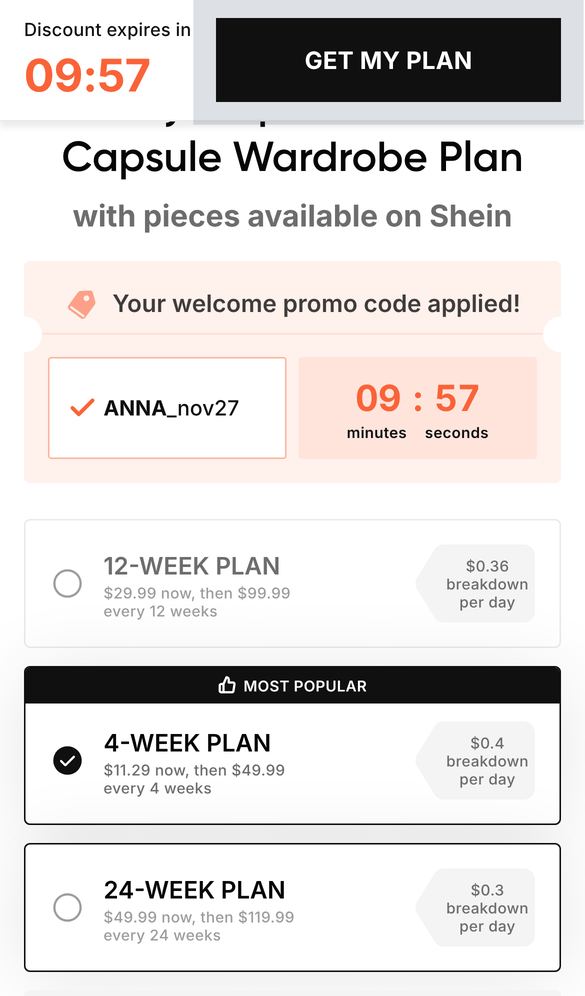 Discount expires in
09:57
GET MY PLAN
Capsule Wardrobe Plan
with pieces available on Shein
Your welcome promo code applied!
ANNA_nov27
09 : 57
minutes seconds
12-WEEK PLAN
$29.99 now, then $99.99
every 12 weeks
$0.36
breakdown
per day
MOST POPULAR
4-WEEK PLAN
$11.29 now, then $49.99
every 4 weeks
$0.4
breakdown
per day
24-WEEK PLAN
$49.99 now, then $119.99
every 24 weeks
$0.3
breakdown
per day